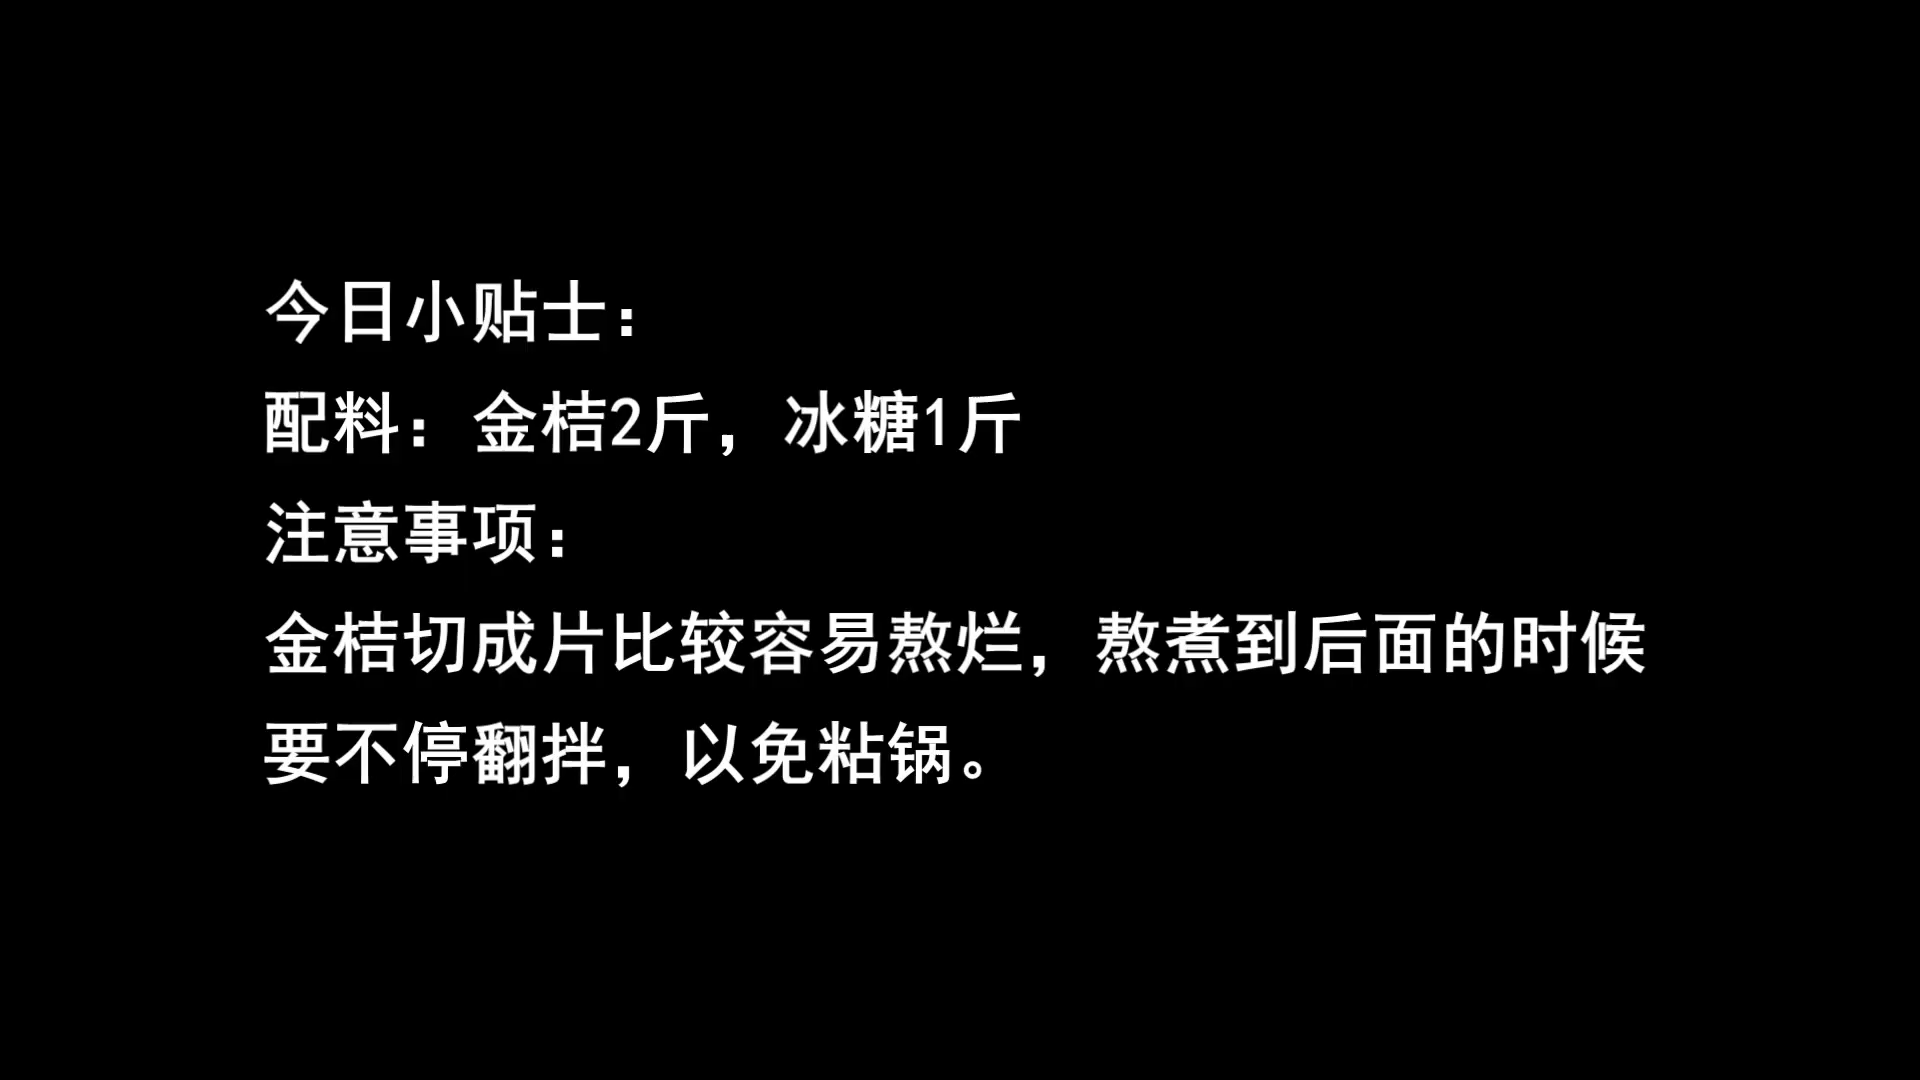 今日小贴士：
配料：金桔2斤，冰糖1斤
注意事项：
金桔切成片比较容易熬烂，熬煮到后面的时候
要不停翻拌，以免粘锅。